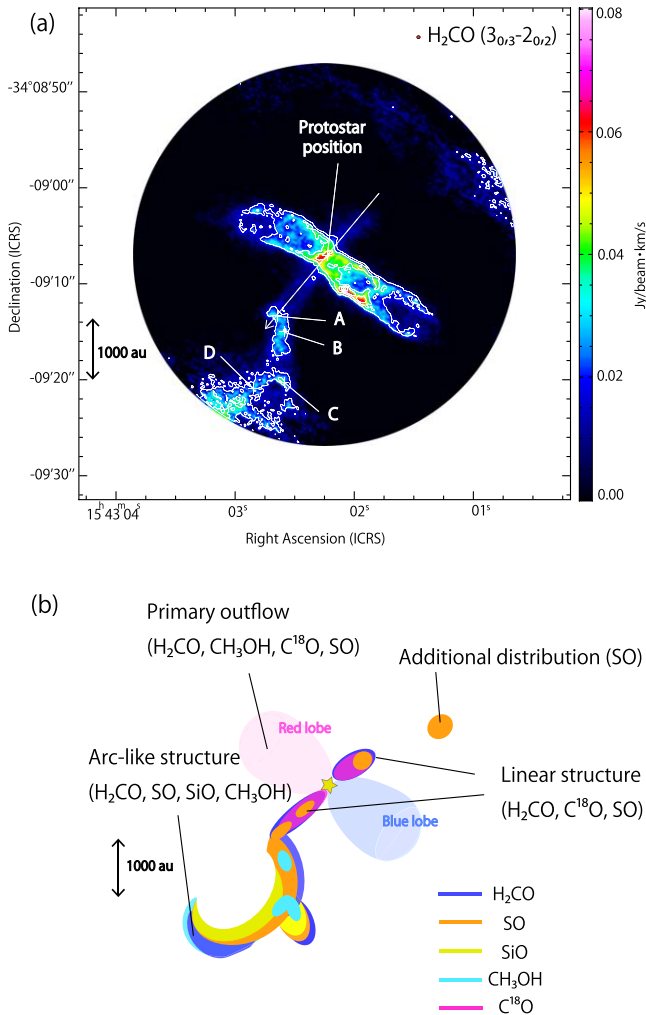 (a)
H₂CO (3₀,₃-2₀,₂)
0.08
-34°08′50″
Protostar
position
-09′00″
0.06
Declination (ICRS)
-09′10″
Jy/beam•km/s
0.04
A
B
1000 au
D
-09′20″
0.02
C
-09′30″
0.00
15ʰ43ᵐ04ˢ
03ˢ
02ˢ
01ˢ
Right Ascension (ICRS)
(b)
Primary outflow
(H₂CO, CH₃OH, C¹⁸O, SO)
Additional distribution (SO)
Red lobe
Arc-like structure
(H₂CO, SO, SiO, CH₃OH)
Linear structure
(H₂CO, C¹⁸O, SO)
Blue lobe
1000 au
H₂CO
SO
SiO
CH₃OH
C¹⁸O